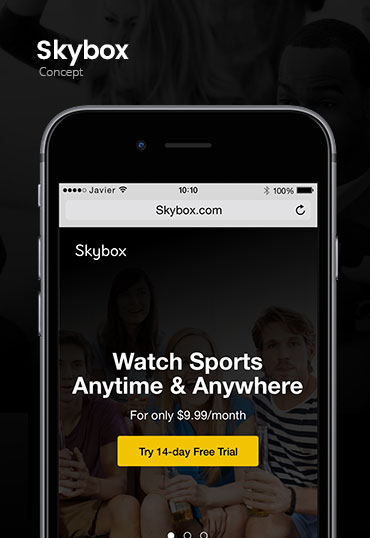 Skybox
Concept
Javier 10:10 100%
Skybox.com
Skybox
Watch Sports
Anytime & Anywhere
For only $9.99/month
Try 14-day Free Trial